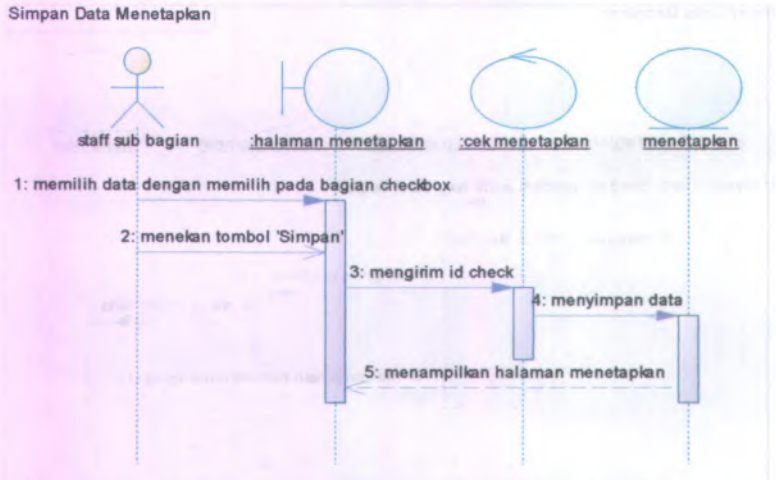 Simpan Data Menetapkan
staff sub bagian
:halaman menetapkan
:cek menetapkan
menetapkan
1: memilih data dengan memilih pada bagian checkbox
2: menekan tombol 'Simpan'
3: mengirim id check
4: menyimpan data
5: menampilkan halaman menetapkan